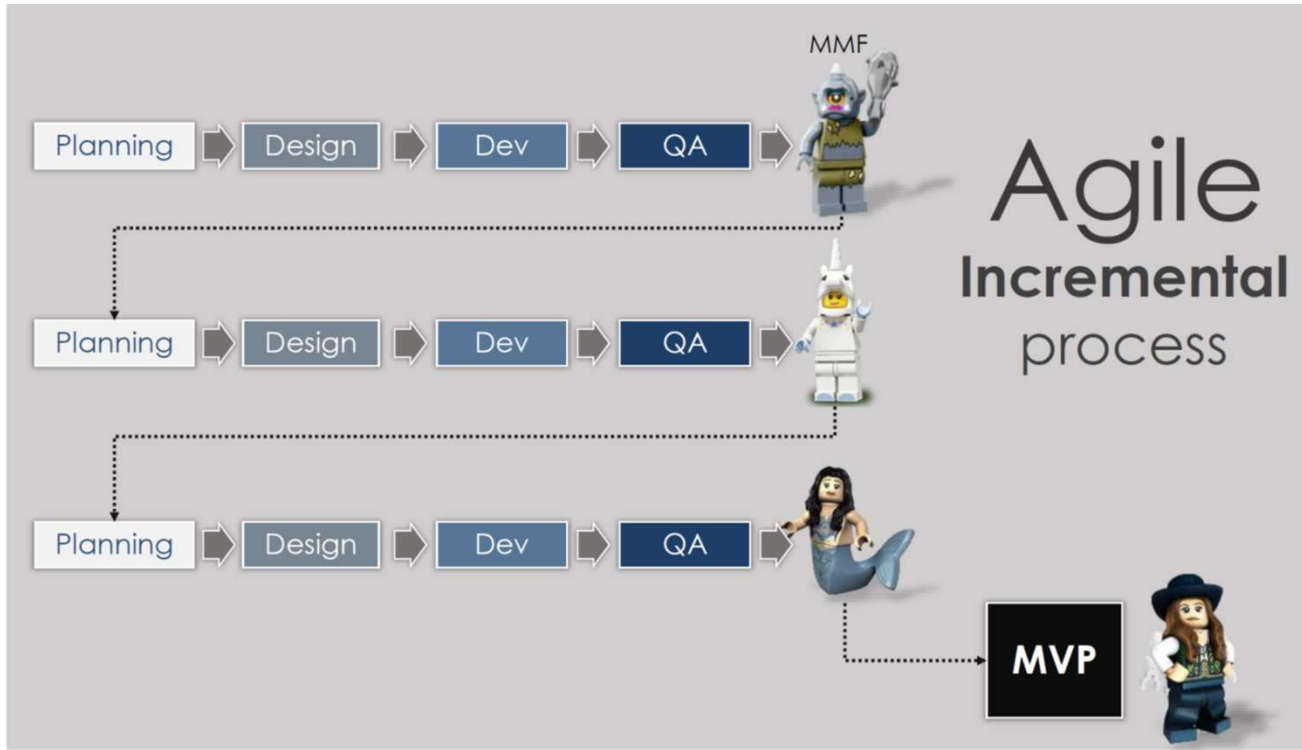 MMF
Planning Design Dev QA
Agile
Incremental
process
Planning Design Dev QA
Planning Design Dev QA
MVP